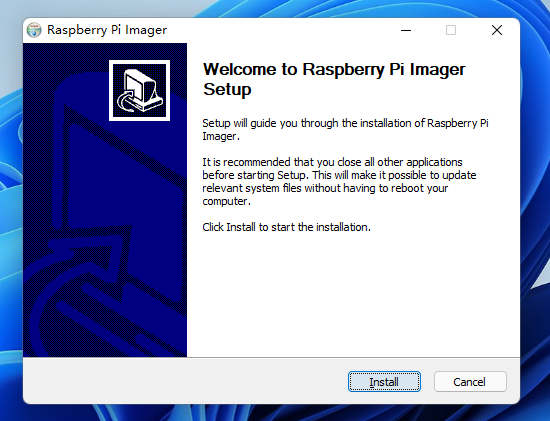 Raspberry Pi Imager
Welcome to Raspberry Pi Imager
Setup
Setup will guide you through the installation of Raspberry Pi
Imager.
It is recommended that you close all other applications
before starting Setup. This will make it possible to update
relevant system files without having to reboot your
computer.
Click Install to start the installation.
Install
Cancel